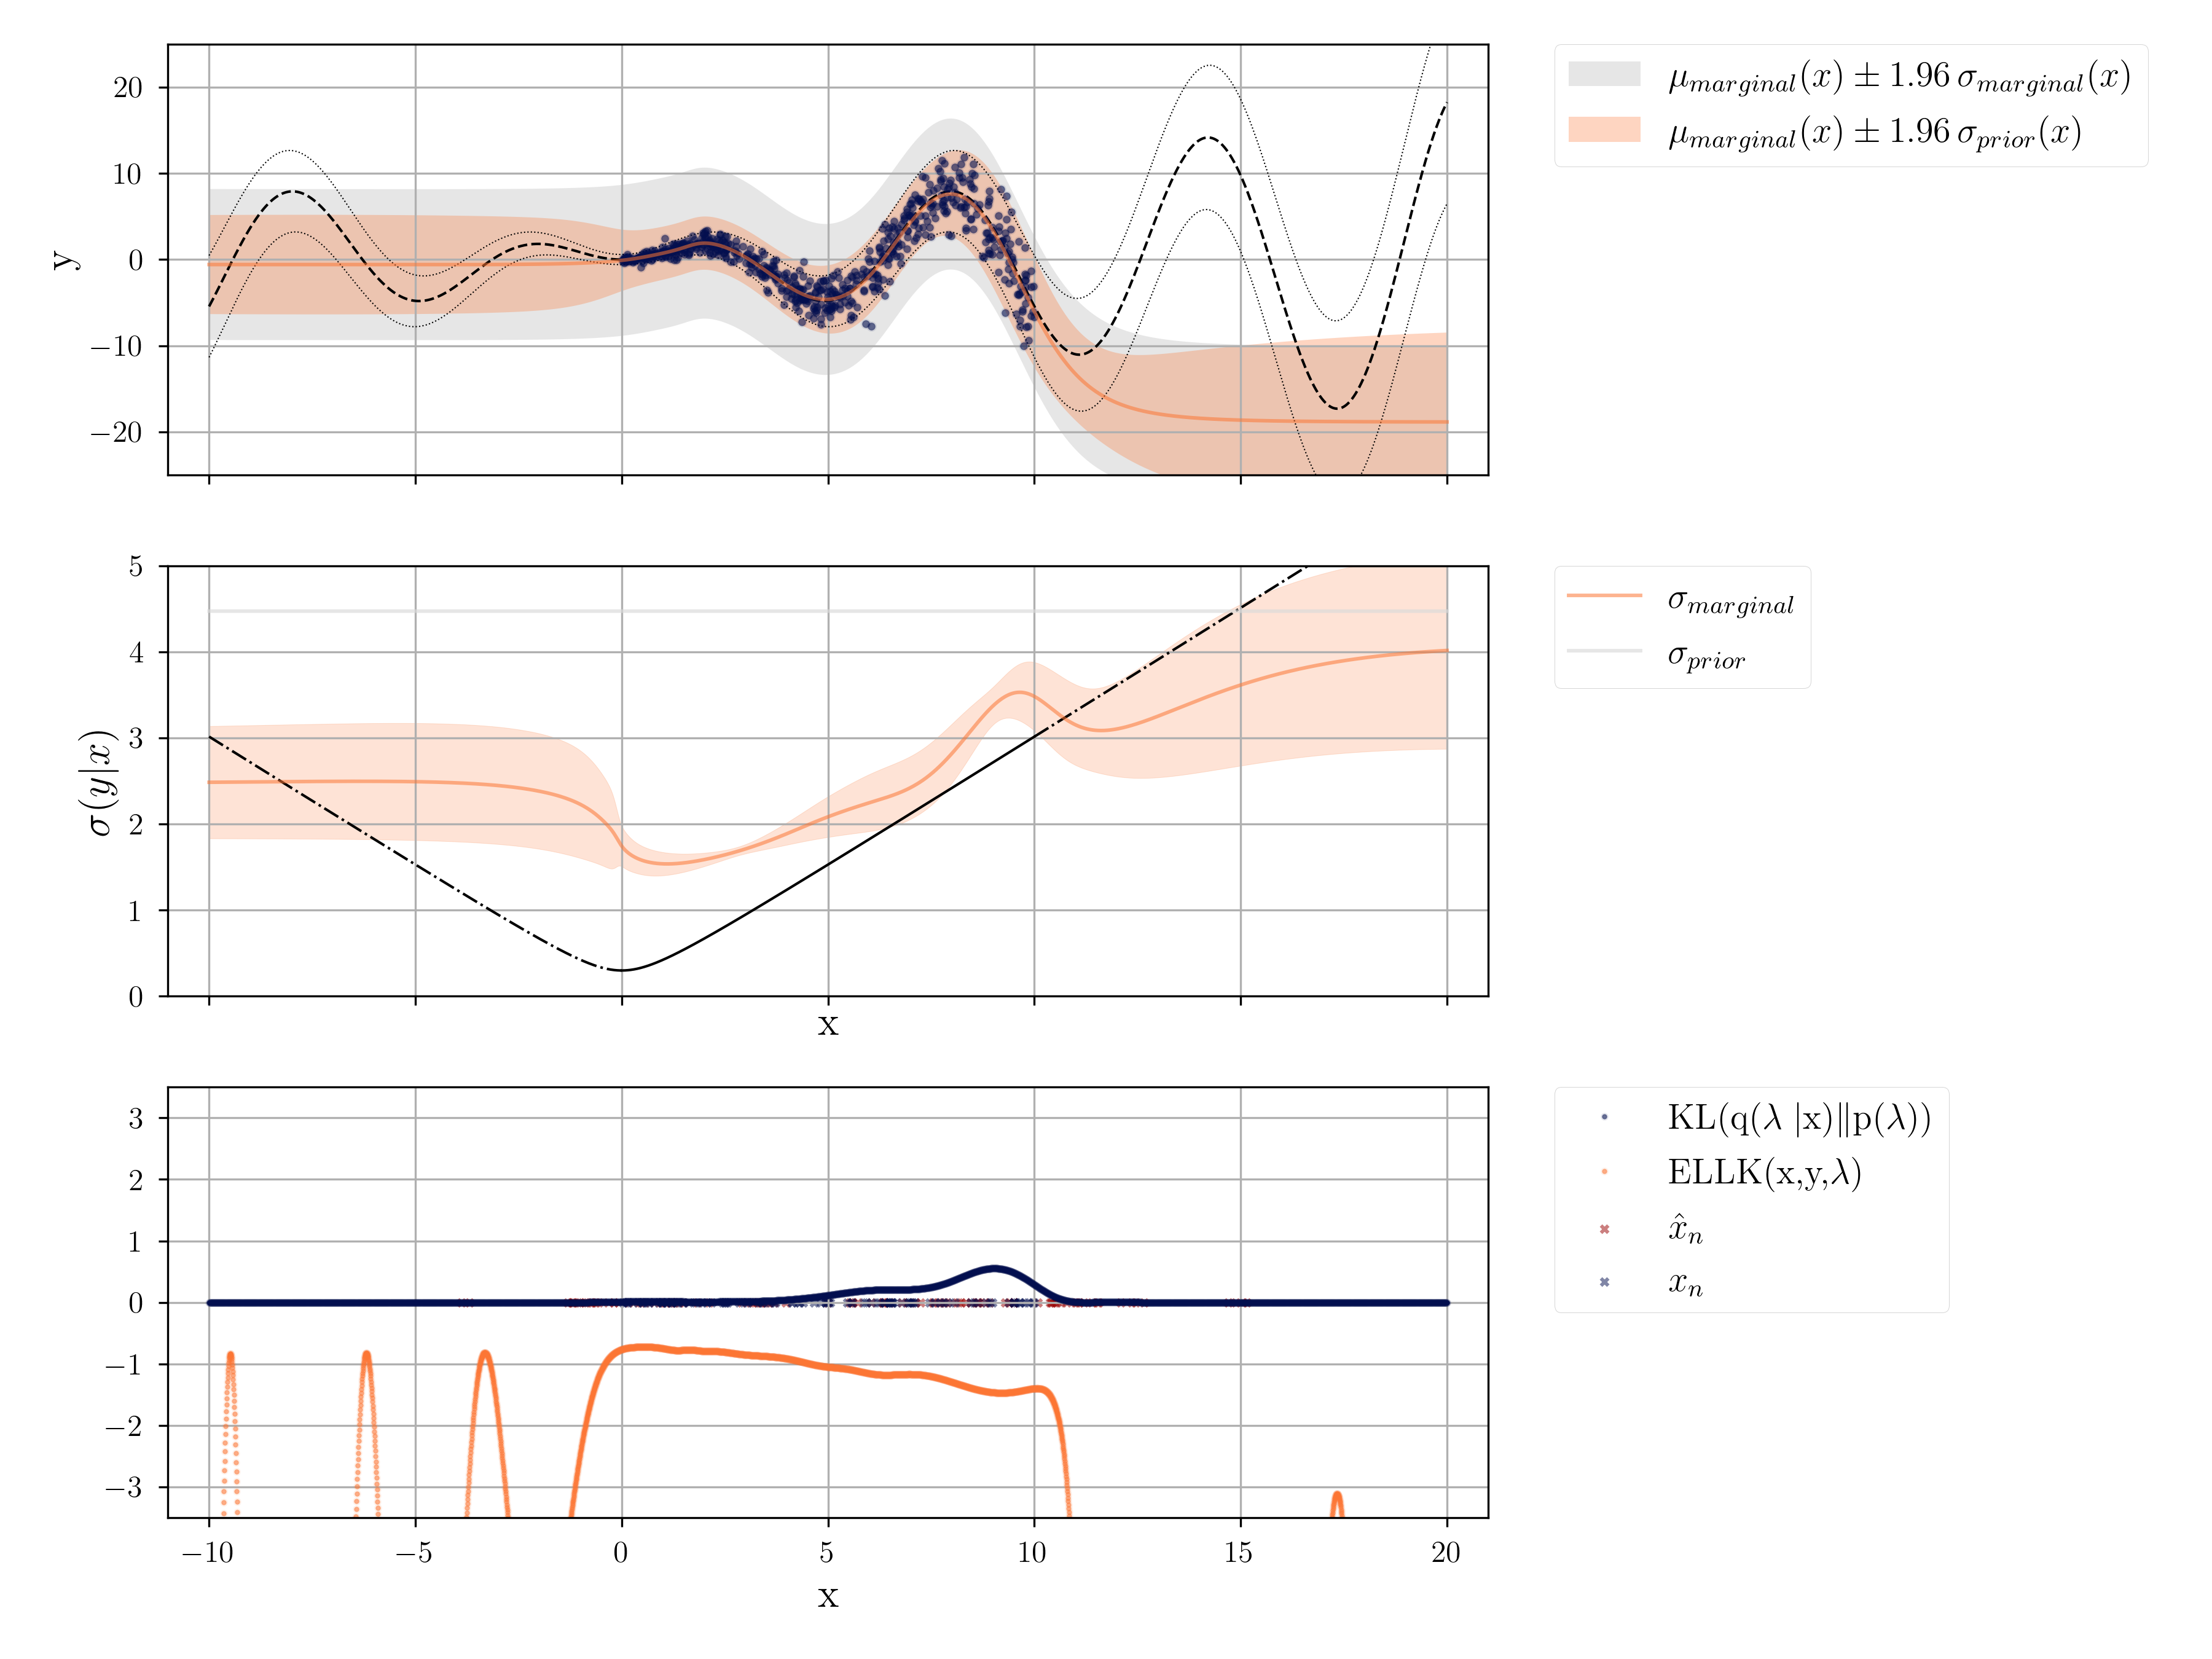 20
10
0
−10
−20
y
μ_marginal(x) ± 1.96 σ_marginal(x)
μ_marginal(x) ± 1.96 σ_prior(x)
5
4
3
2
1
0
σ(y|x)
x
σ_marginal
σ_prior
3
2
1
0
−1
−2
−3
−10 −5 0 5 10 15 20
x
KL(q(λ |x)∥p(λ))
ELLK(x,y,λ)
x̂_n
x_n